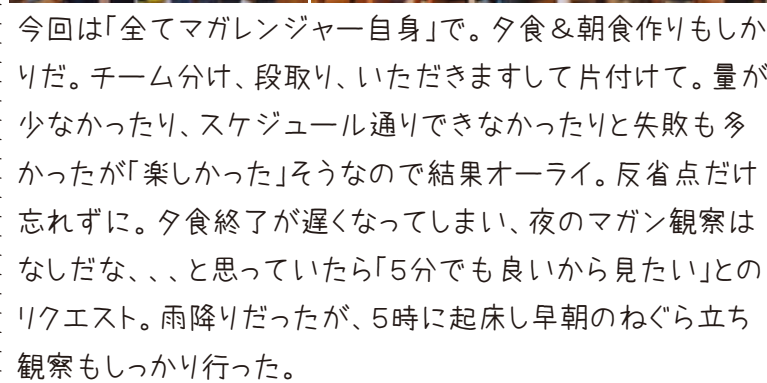 今回は「全てマガレンジャー自身」で。夕食＆朝食作りもしか
りだ。チーム分け、段取り、いただきますして片付けて。量が
少なかったり、スケジュール通りできなかったりと失敗も多
かったが「楽しかった」そうなので結果オーライ。反省点だけ
忘れずに。夕食終了が遅くなってしまい、夜のマガン観察は
なしだな、、、と思っていたら「5分でも良いから見たい」との
リクエスト。雨降りだったが、5時に起床し早朝のねぐら立ち
観察もしっかり行った。